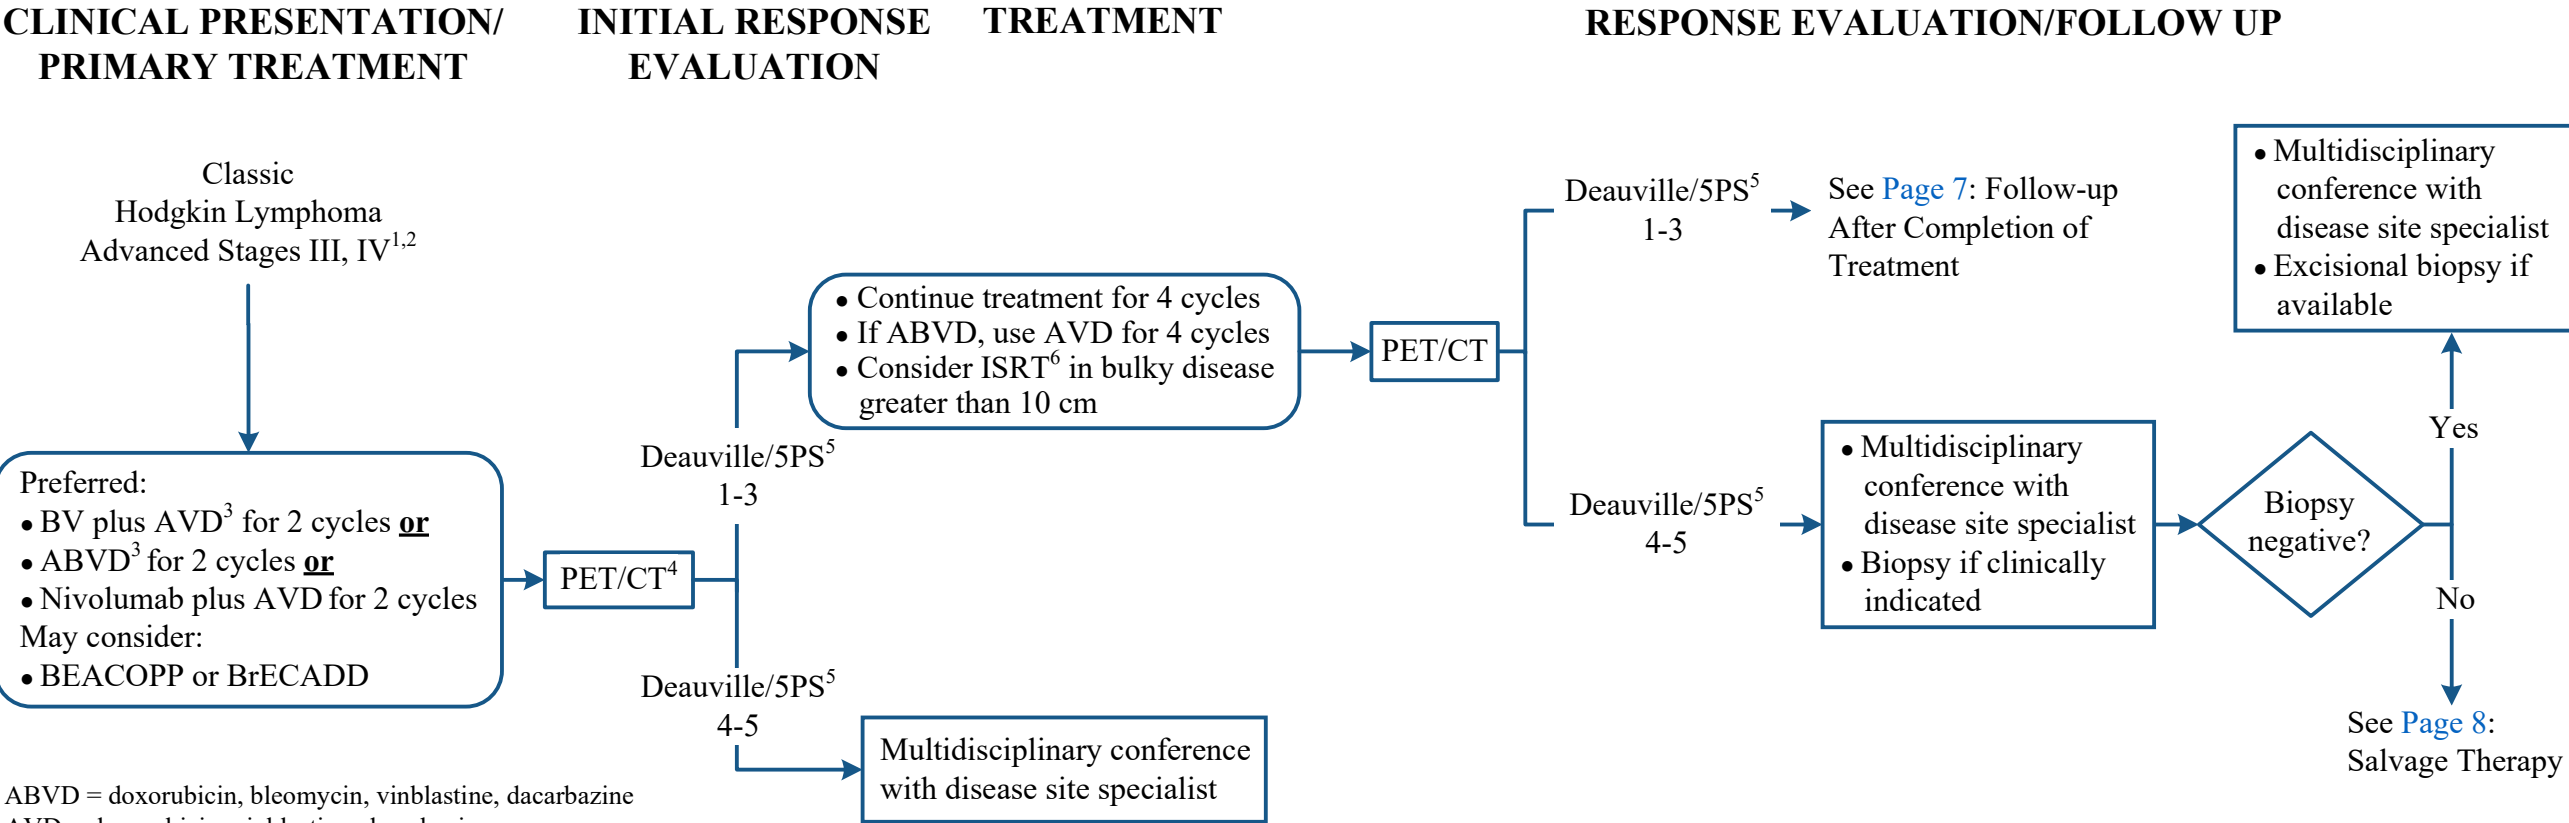 CLINICAL PRESENTATION/
PRIMARY TREATMENT
INITIAL RESPONSE
EVALUATION
TREATMENT
RESPONSE EVALUATION/FOLLOW UP
Classic
Hodgkin Lymphoma
Advanced Stages III, IV1,2
Preferred:
● BV plus AVD3 for 2 cycles or
● ABVD3 for 2 cycles or
● Nivolumab plus AVD for 2 cycles
May consider:
● BEACOPP or BrECADD
PET/CT4
Deauville/5PS5
1-3
● Continue treatment for 4 cycles
● If ABVD, use AVD for 4 cycles
● Consider ISRT6 in bulky disease
greater than 10 cm
Deauville/5PS5
4-5
Multidisciplinary conference
with disease site specialist
PET/CT
Deauville/5PS5
1-3
See Page 7: Follow-up
After Completion of
Treatment
Deauville/5PS5
4-5
● Multidisciplinary
conference with
disease site specialist
● Biopsy if clinically
indicated
Biopsy
negative?
Yes
● Multidisciplinary
conference with
disease site specialist
● Excisional biopsy if
available
No
See Page 8:
Salvage Therapy
ABVD = doxorubicin, bleomycin, vinblastine, dacarbazine